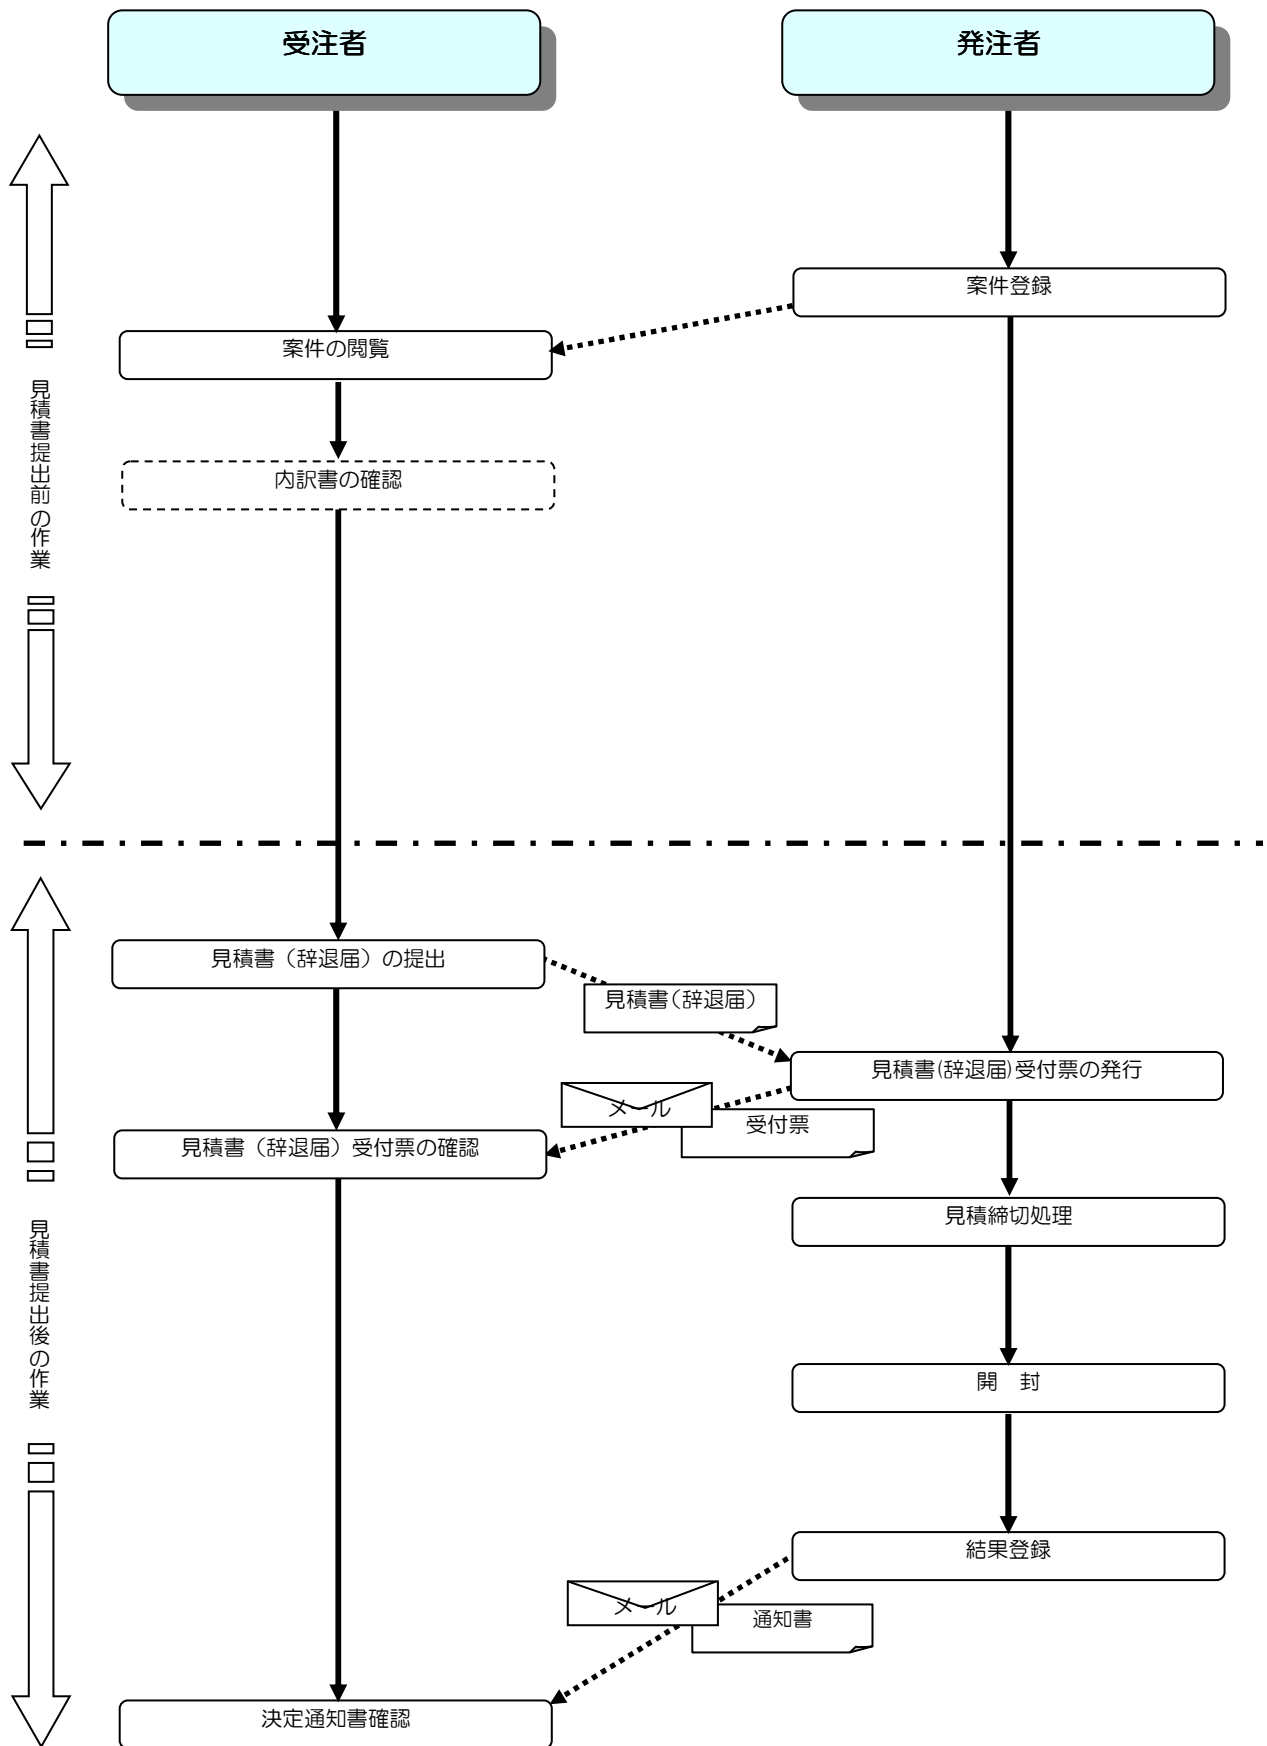 受注者
発注者
案件登録
案件の閲覧
見積書提出前の作業
内訳書の確認
見積書（辞退届）の提出
見積書（辞退届）
見積書(辞退届)受付票の発行
メール
受付票
見積書（辞退届）受付票の確認
見積締切処理
見積書提出後の作業
開　封
結果登録
メール
通知書
決定通知書確認